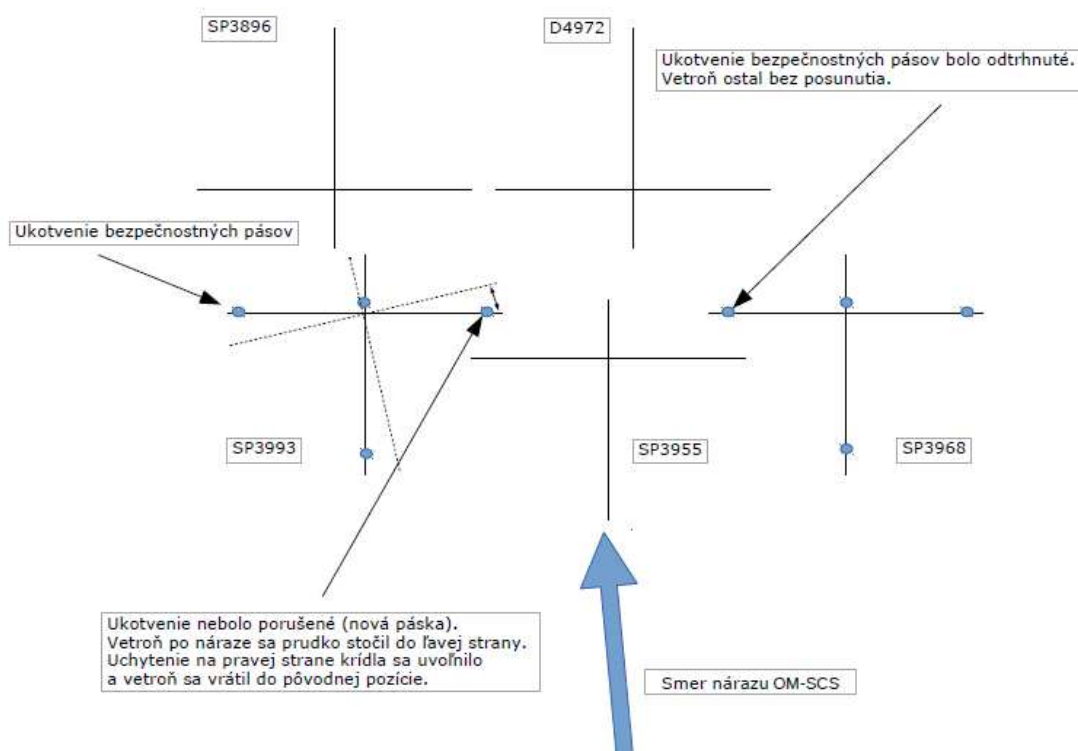 SP3896
D4972
Ukotvenie bezpečnostných pásov bolo odtrhnuté.
Vetroň ostal bez posunutia.
Ukotvenie bezpečnostných pásov
SP3993
SP3955
SP3968
Ukotvenie nebolo porušené (nová páska).
Vetroň po náraze sa prudko stočil do ľavej strany.
Uchytenie na pravej strane krídla sa uvoľnilo
a vetroň sa vrátil do pôvodnej pozície.
Smer nárazu OM-SCS